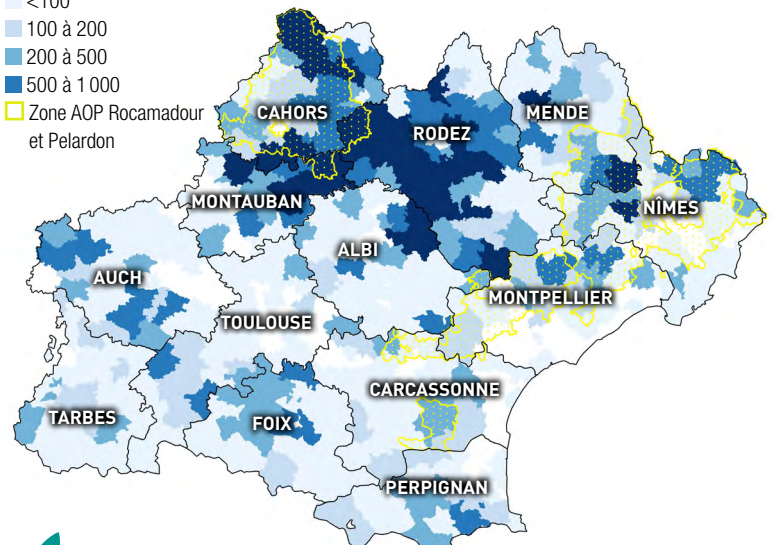 <100
100 à 200
200 à 500
500 à 1 000
Zone AOP Rocamadour
et Pelardon
CAHORS
RODEZ
MENDE
NÎMES
MONTAUBAN
ALBI
AUCH
MONTPELLIER
TOULOUSE
CARCASSONNE
TARBES
FOIX
PERPIGNAN